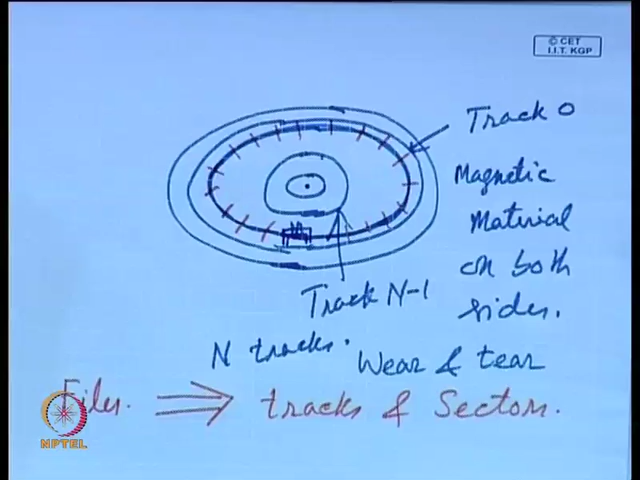 © CET
I.I.T. KGP
Track 0
Magnetic
Material
on both
sides.
Track N-1
N tracks.
Wear & tear
Files. ⇒ tracks & Sectors.
NPTEL